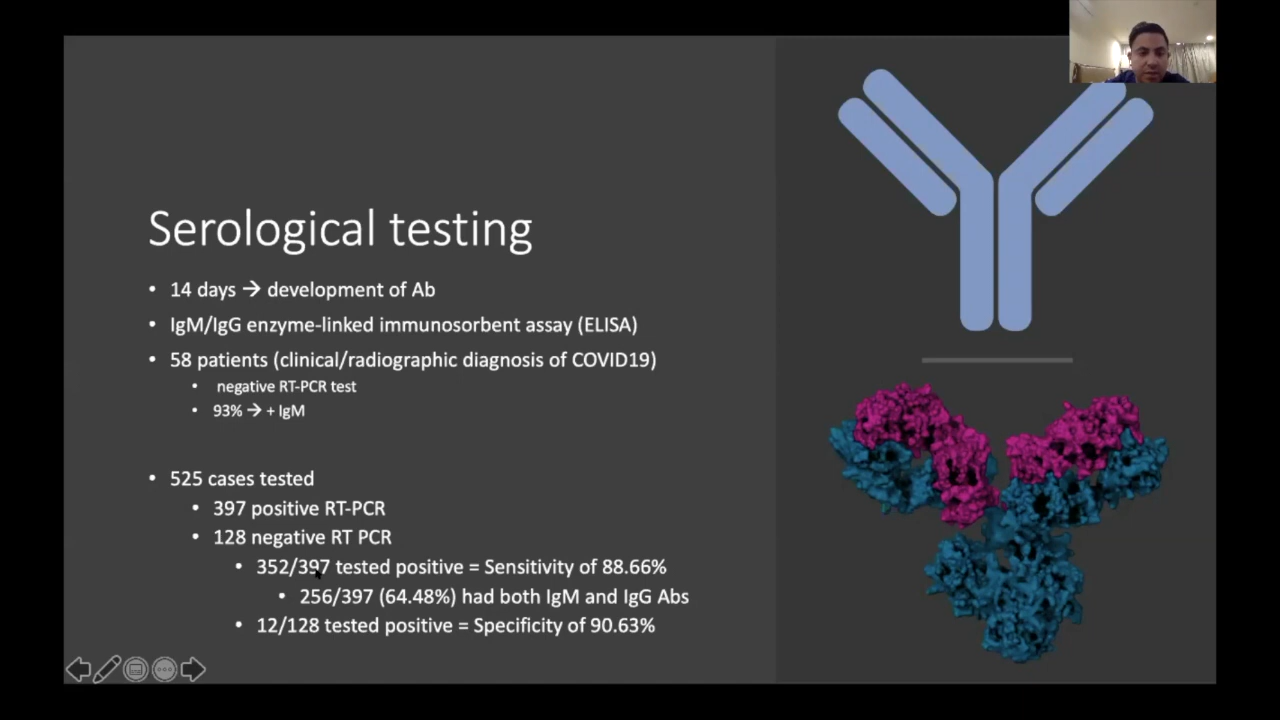 Serological testing
• 14 days → development of Ab
• IgM/IgG enzyme-linked immunosorbent assay (ELISA)
• 58 patients (clinical/radiographic diagnosis of COVID19)
• negative RT-PCR test
• 93% → + IgM
• 525 cases tested
• 397 positive RT-PCR
• 128 negative RT PCR
• 352/397 tested positive = Sensitivity of 88.66%
• 256/397 (64.48%) had both IgM and IgG Abs
• 12/128 tested positive = Specificity of 90.63%